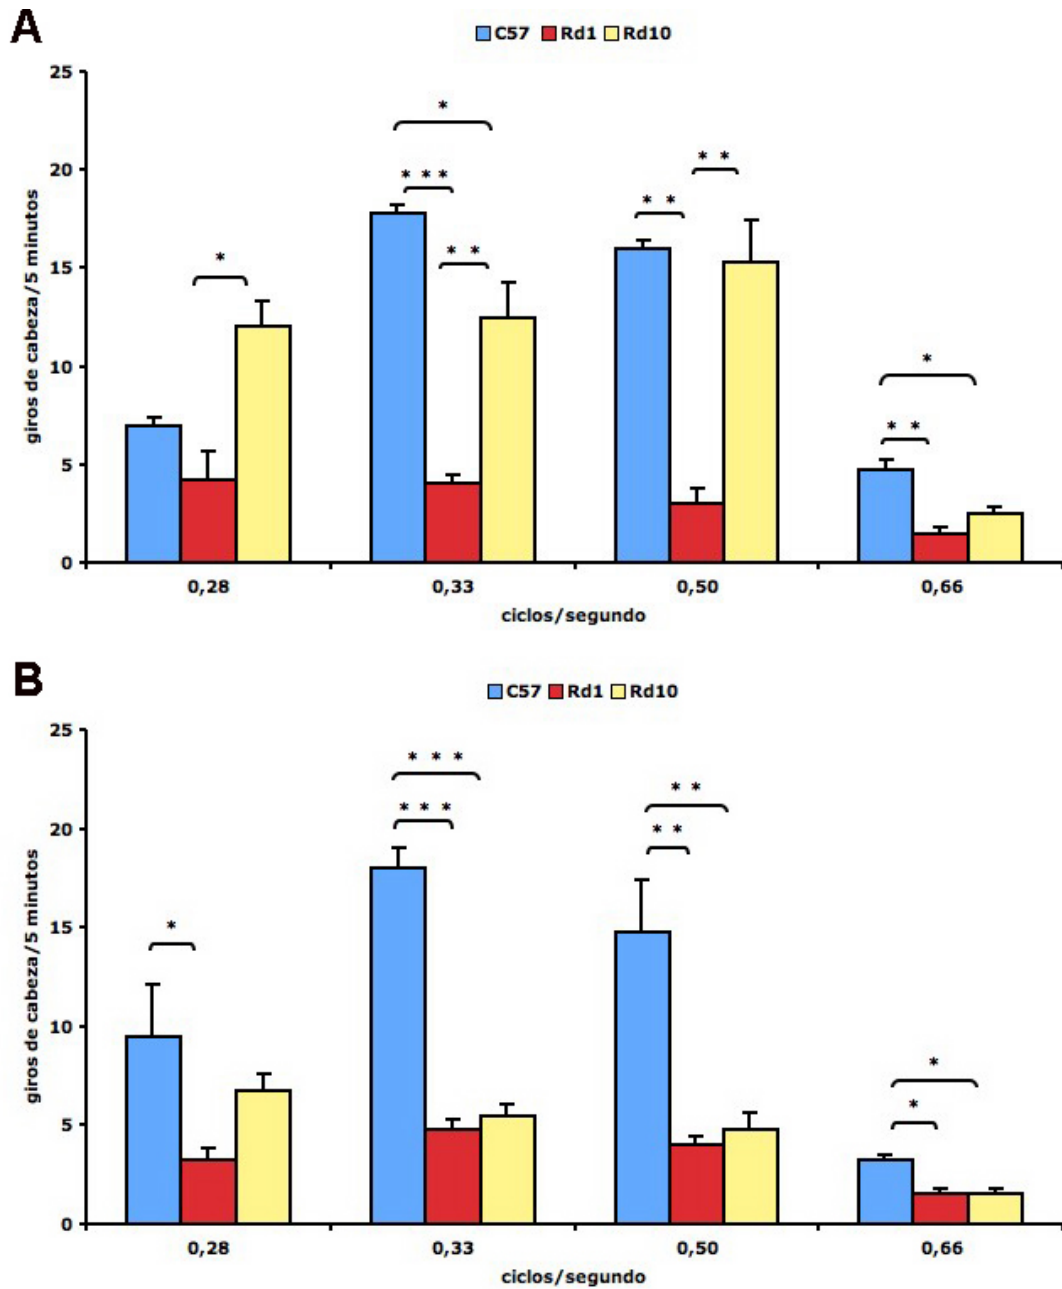 A
C57 Rd1 Rd10
giros de cabeza/5 minutos
25
20
15
10
5
0
*
*
* * *
* *
* *
* *
*
* *
0,28 0,33 0,50 0,66
ciclos/segundo
B
C57 Rd1 Rd10
giros de cabeza/5 minutos
25
20
15
10
5
0
*
* * *
* * *
* *
* *
*
*
0,28 0,33 0,50 0,66
ciclos/segundo